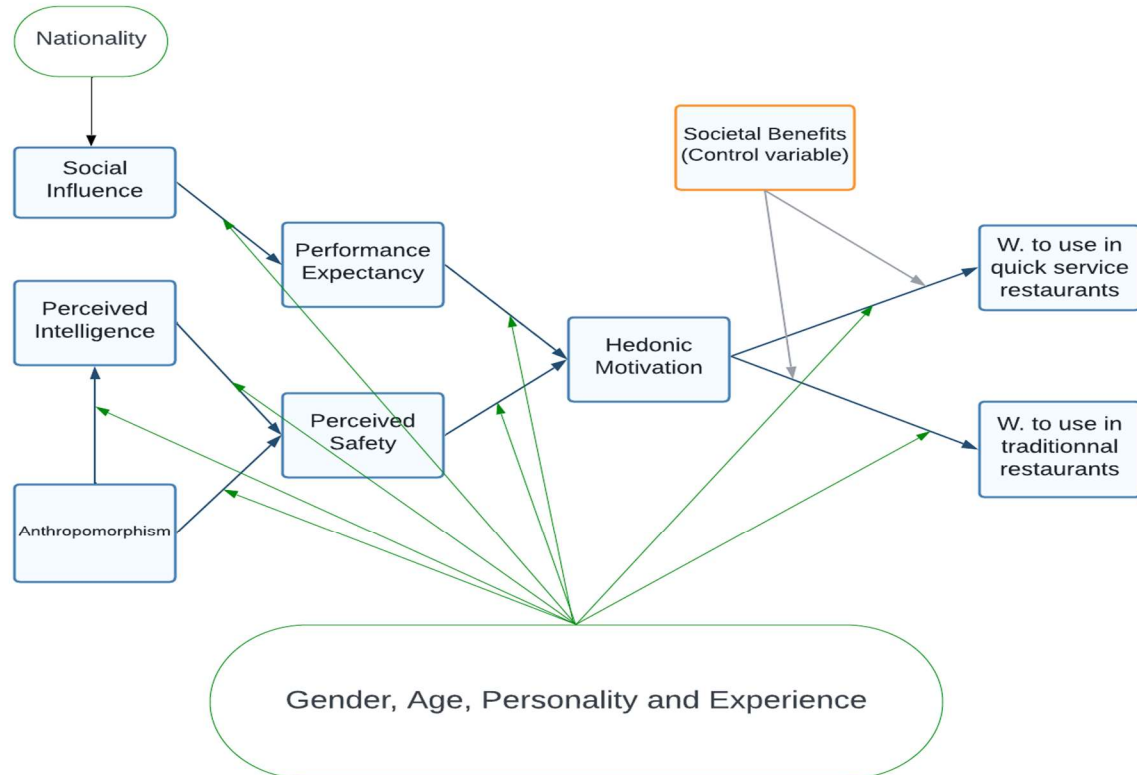 Nationality
Social
Influence
Societal Benefits
(Control variable)
Performance
Expectancy
W. to use in
quick service
restaurants
Perceived
Intelligence
Hedonic
Motivation
Perceived
Safety
W. to use in
traditionnal
restaurants
Anthropomorphism
Gender, Age, Personality and Experience